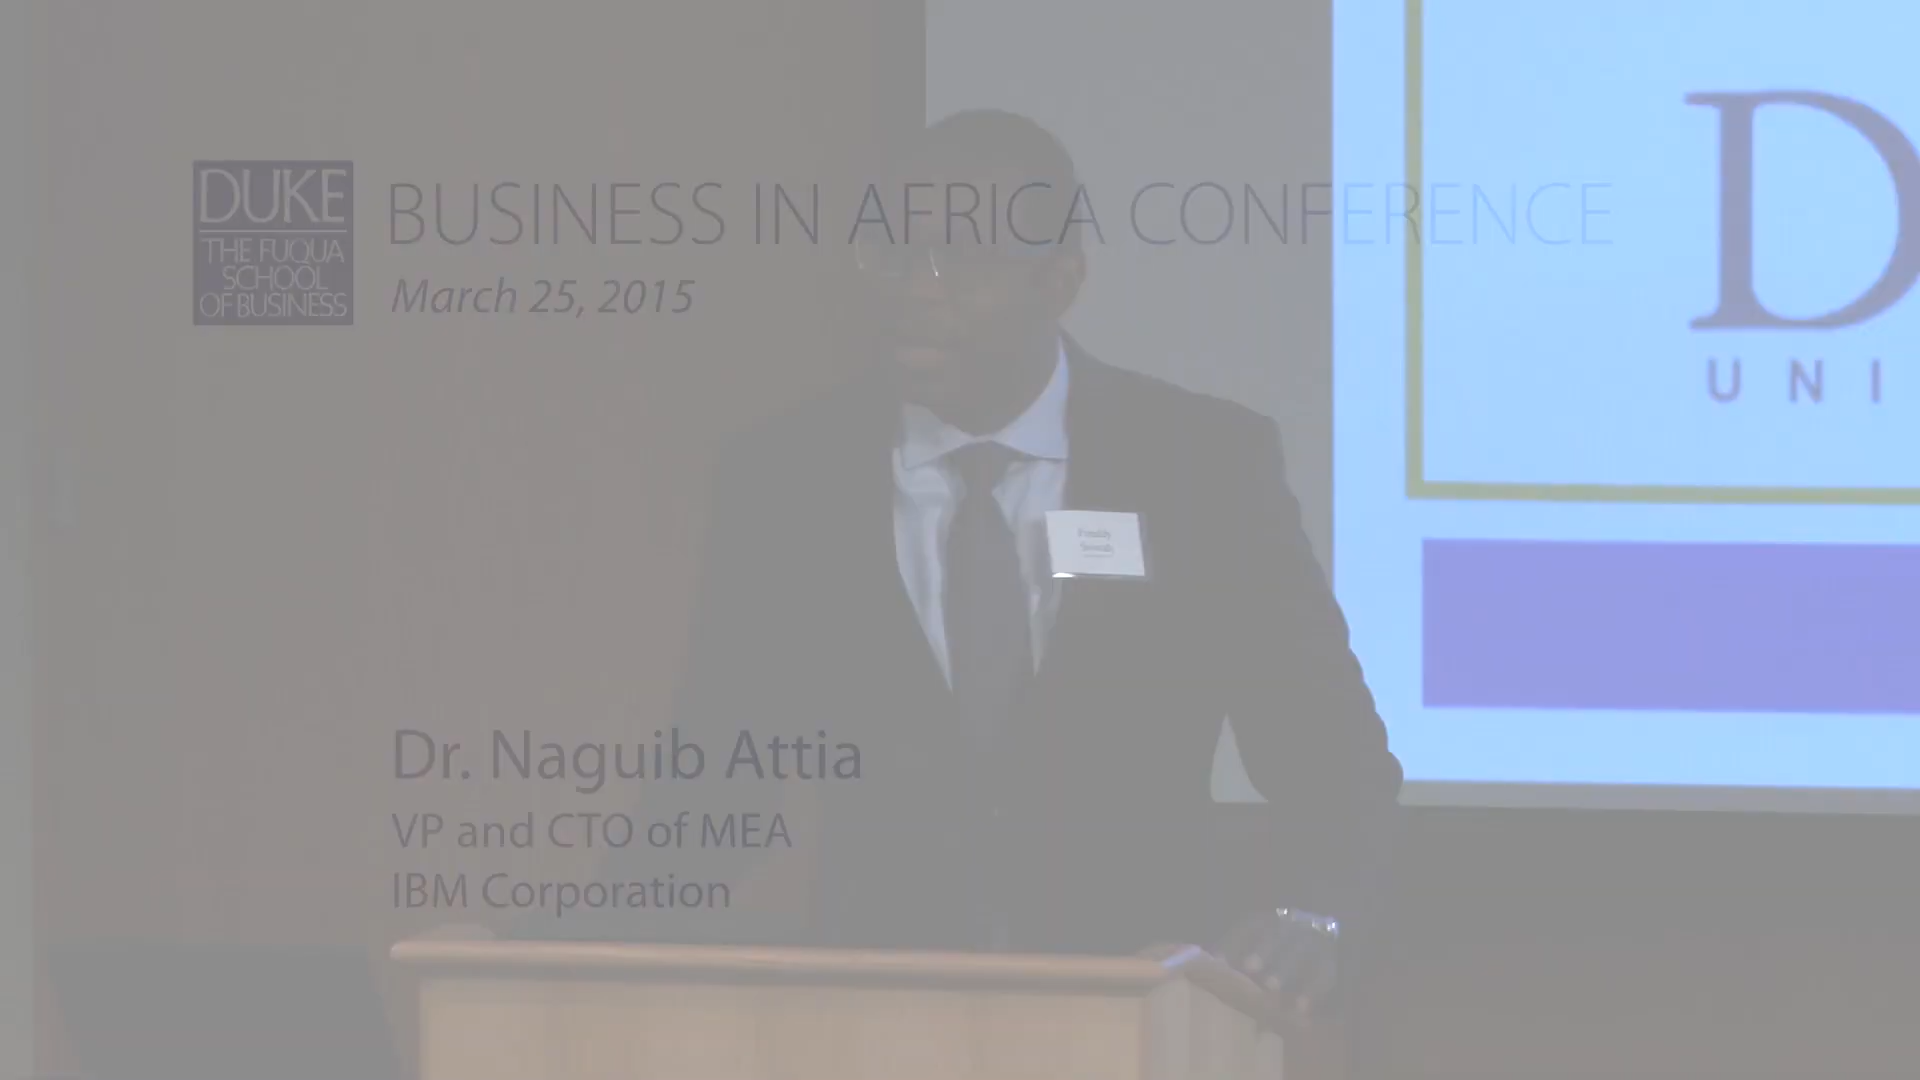 DUKE
THE FUQUA
SCHOOL
OF BUSINESS
BUSINESS IN AFRICA CONFERENCE
March 25, 2015
D
UNI
Dr. Naguib Attia
VP and CTO of MEA
IBM Corporation